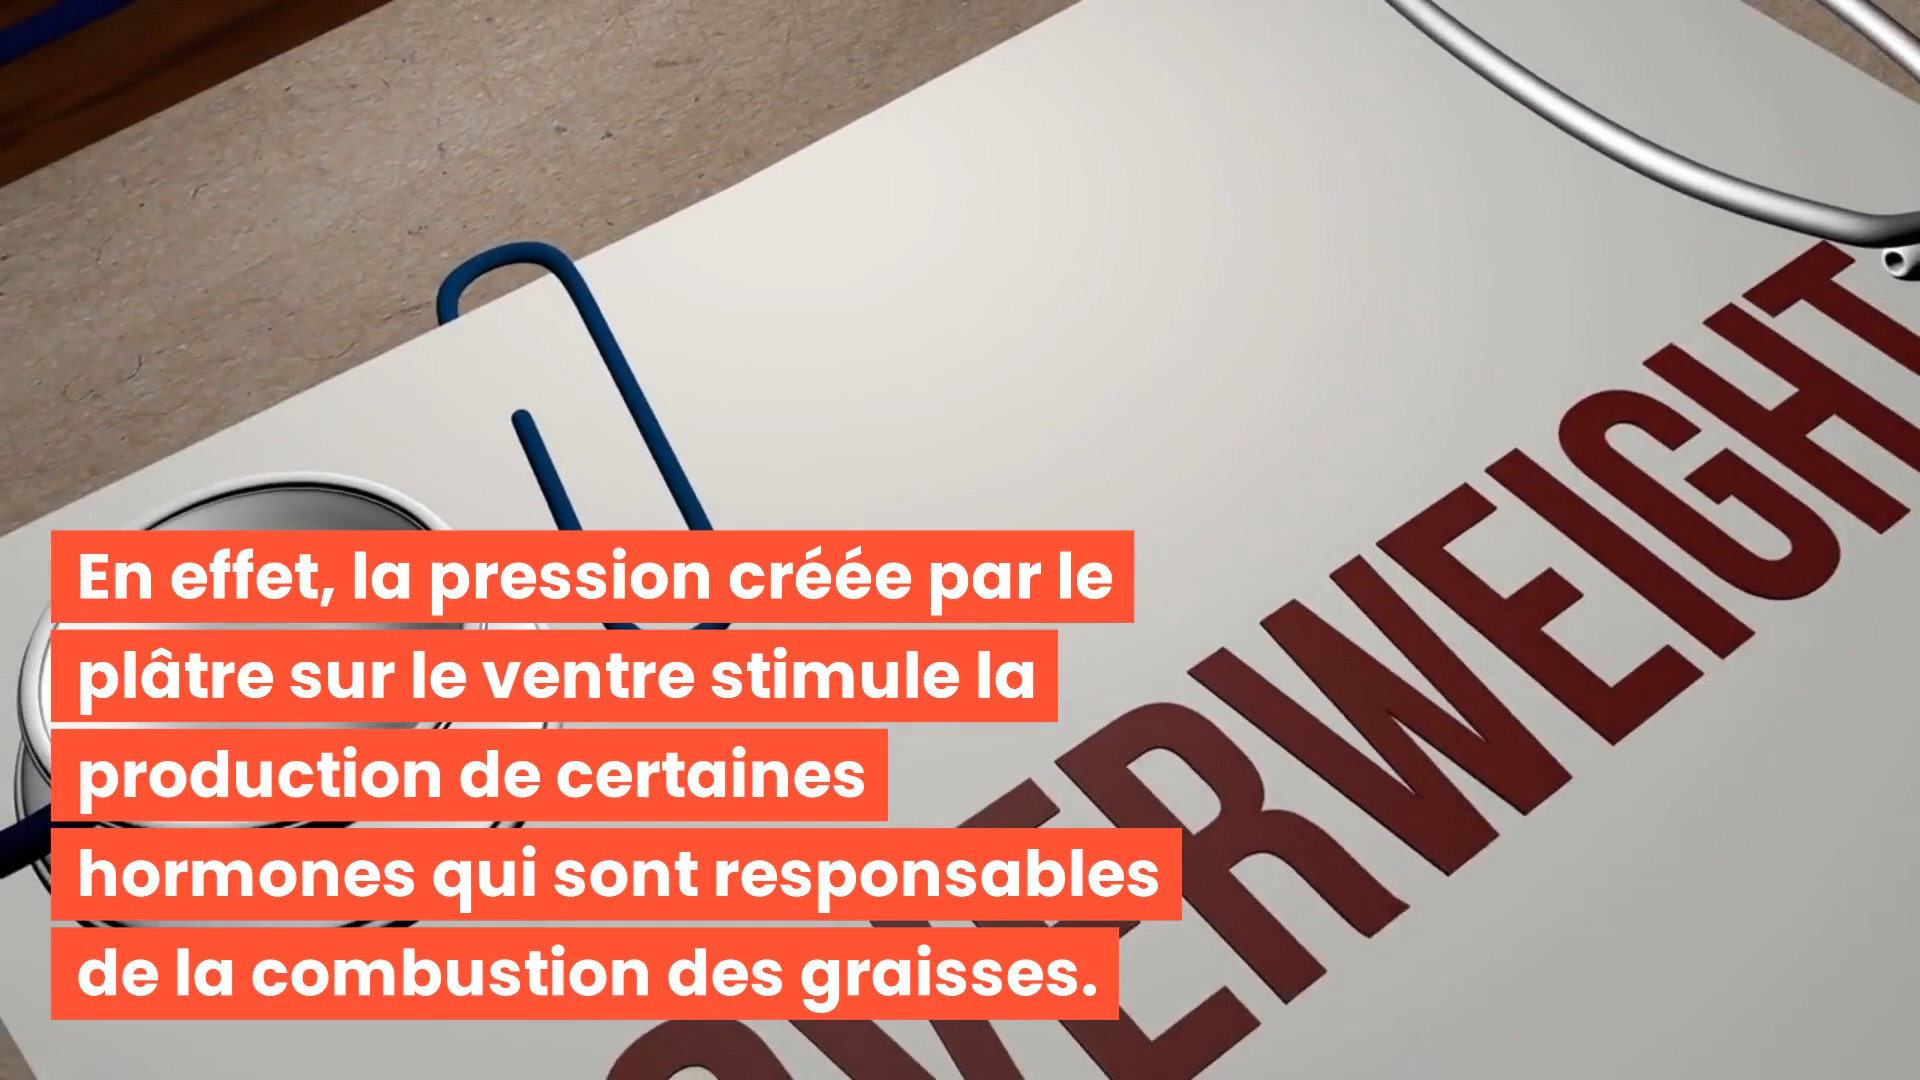 En effet, la pression créée par le
plâtre sur le ventre stimule la
production de certaines
hormones qui sont responsables
de la combustion des graisses.
OVERWEIGHT